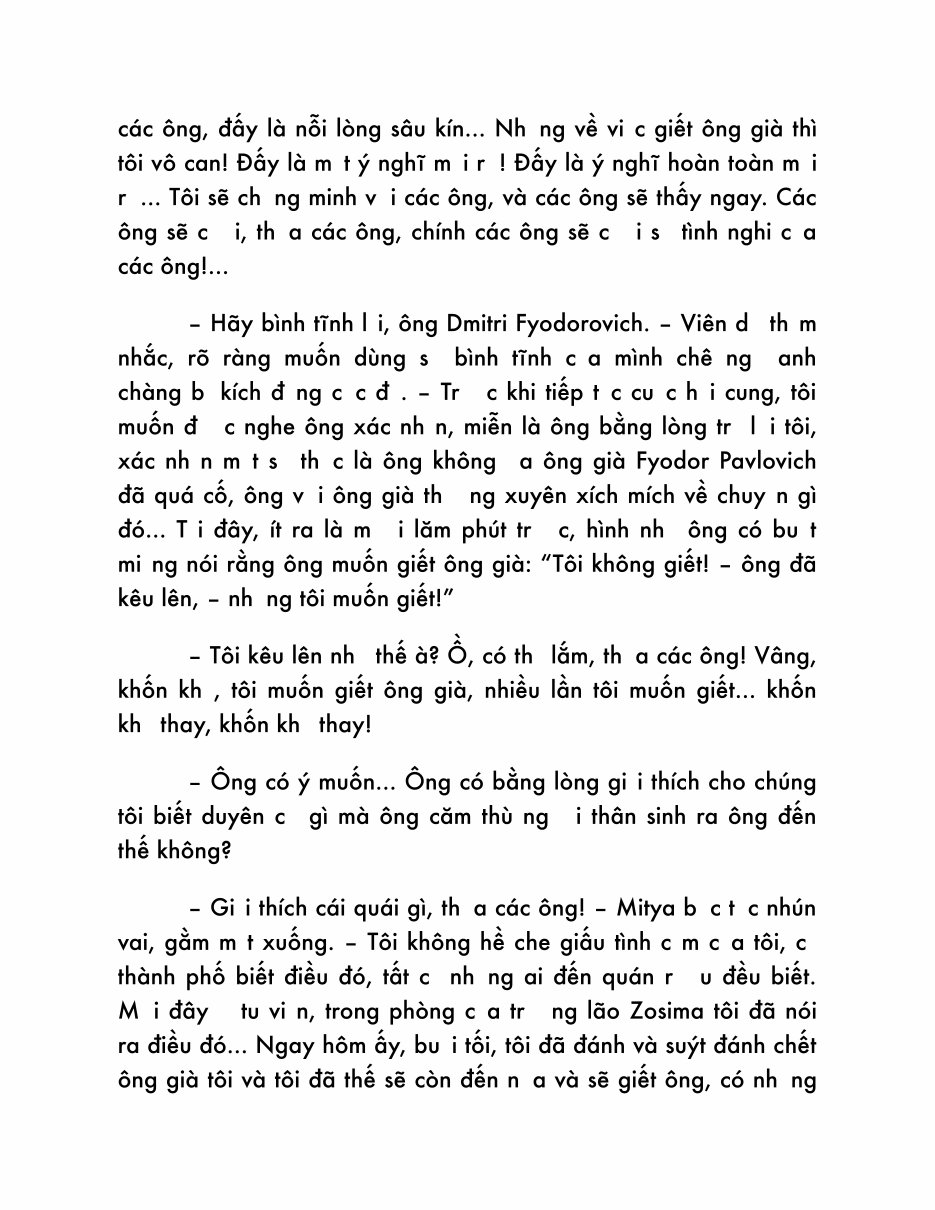 các ông, đấy là nỗi lòng sâu kín... Nh ng về vi c giết ông già thì
tôi vô can! Đấy là m t ý nghĩ m i r ! Đấy là ý nghĩ hoàn toàn m i
r ... Tôi sẽ ch ng minh v i các ông, và các ông sẽ thấy ngay. Các
ông sẽ c i, th a các ông, chính các ông sẽ c i s tình nghi c a
các ông!...
– Hãy bình tĩnh l i, ông Dmitri Fyodorovich. – Viên d th m
nhắc, rõ ràng muốn dùng s bình tĩnh c a mình chê ng anh
chàng b kích đ ng c c đ . – Tr c khi tiếp t c cu c h i cung, tôi
muốn đ c nghe ông xác nh n, miễn là ông bằng lòng tr l i tôi,
xác nh n m t s th c là ông không a ông già Fyodor Pavlovich
đã quá cố, ông v i ông già th ng xuyên xích mích về chuy n gì
đó... T i đây, ít ra là m i lăm phút tr c, hình nh ông có bu t
mi ng nói rằng ông muốn giết ông già: “Tôi không giết! – ông đã
kêu lên, – nh ng tôi muốn giết!”
– Tôi kêu lên nh thế à? Ồ, có th lắm, th a các ông! Vâng,
khốn kh , tôi muốn giết ông già, nhiều lần tôi muốn giết... khốn
kh thay, khốn kh thay!
– Ông có ý muốn... Ông có bằng lòng gi i thích cho chúng
tôi biết duyên c gì mà ông căm thù ng i thân sinh ra ông đến
thế không?
– Gi i thích cái quái gì, th a các ông! – Mitya b c t c nhún
vai, gằm m t xuống. – Tôi không hề che giấu tình c m c a tôi, c
thành phố biết điều đó, tất c nh ng ai đến quán r u đều biết.
M i đây tu vi n, trong phòng c a tr ng lão Zosima tôi đã nói
ra điều đó... Ngay hôm ấy, bu i tối, tôi đã đánh và suýt đánh chết
ông già tôi và tôi đã thế sẽ còn đến n a và sẽ giết ông, có nh ng